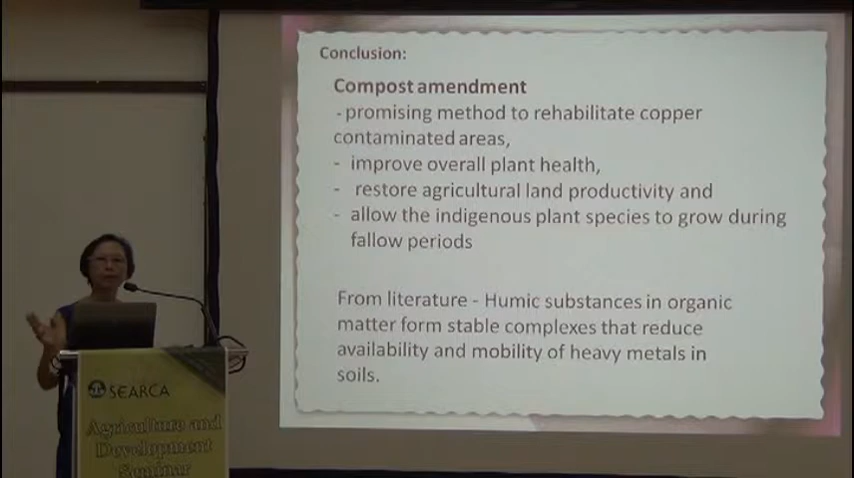 Conclusion:
Compost amendment
- promising method to rehabilitate copper
contaminated areas,
- improve overall plant health,
- restore agricultural land productivity and
- allow the indigenous plant species to grow during
fallow periods
From literature - Humic substances in organic
matter form stable complexes that reduce
availability and mobility of heavy metals in
soils.
SEARCA
Agriculture and
Development
Seminar